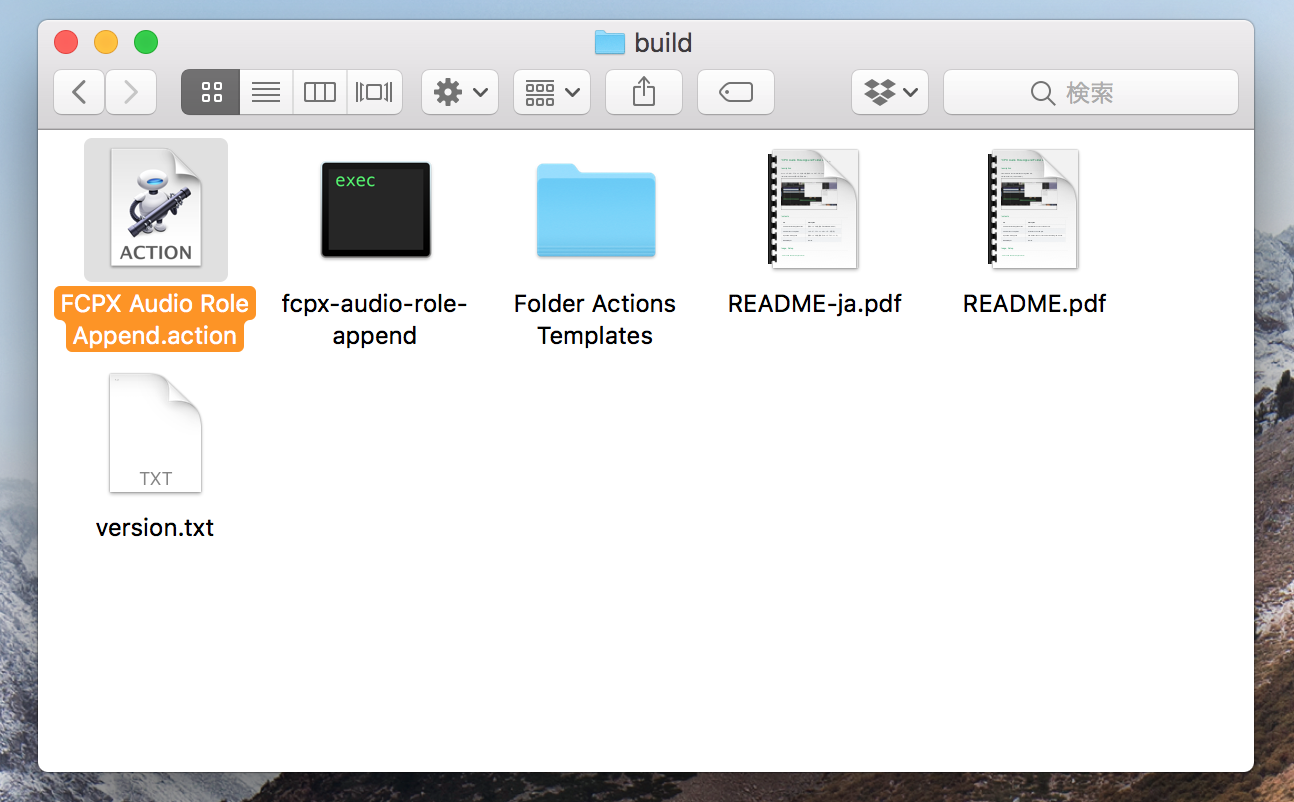 build
検索
exec
ACTION
FCPX Audio Role
Append.action
fcpx-audio-role-
append
Folder Actions
Templates
README-ja.pdf
README.pdf
TXT
version.txt